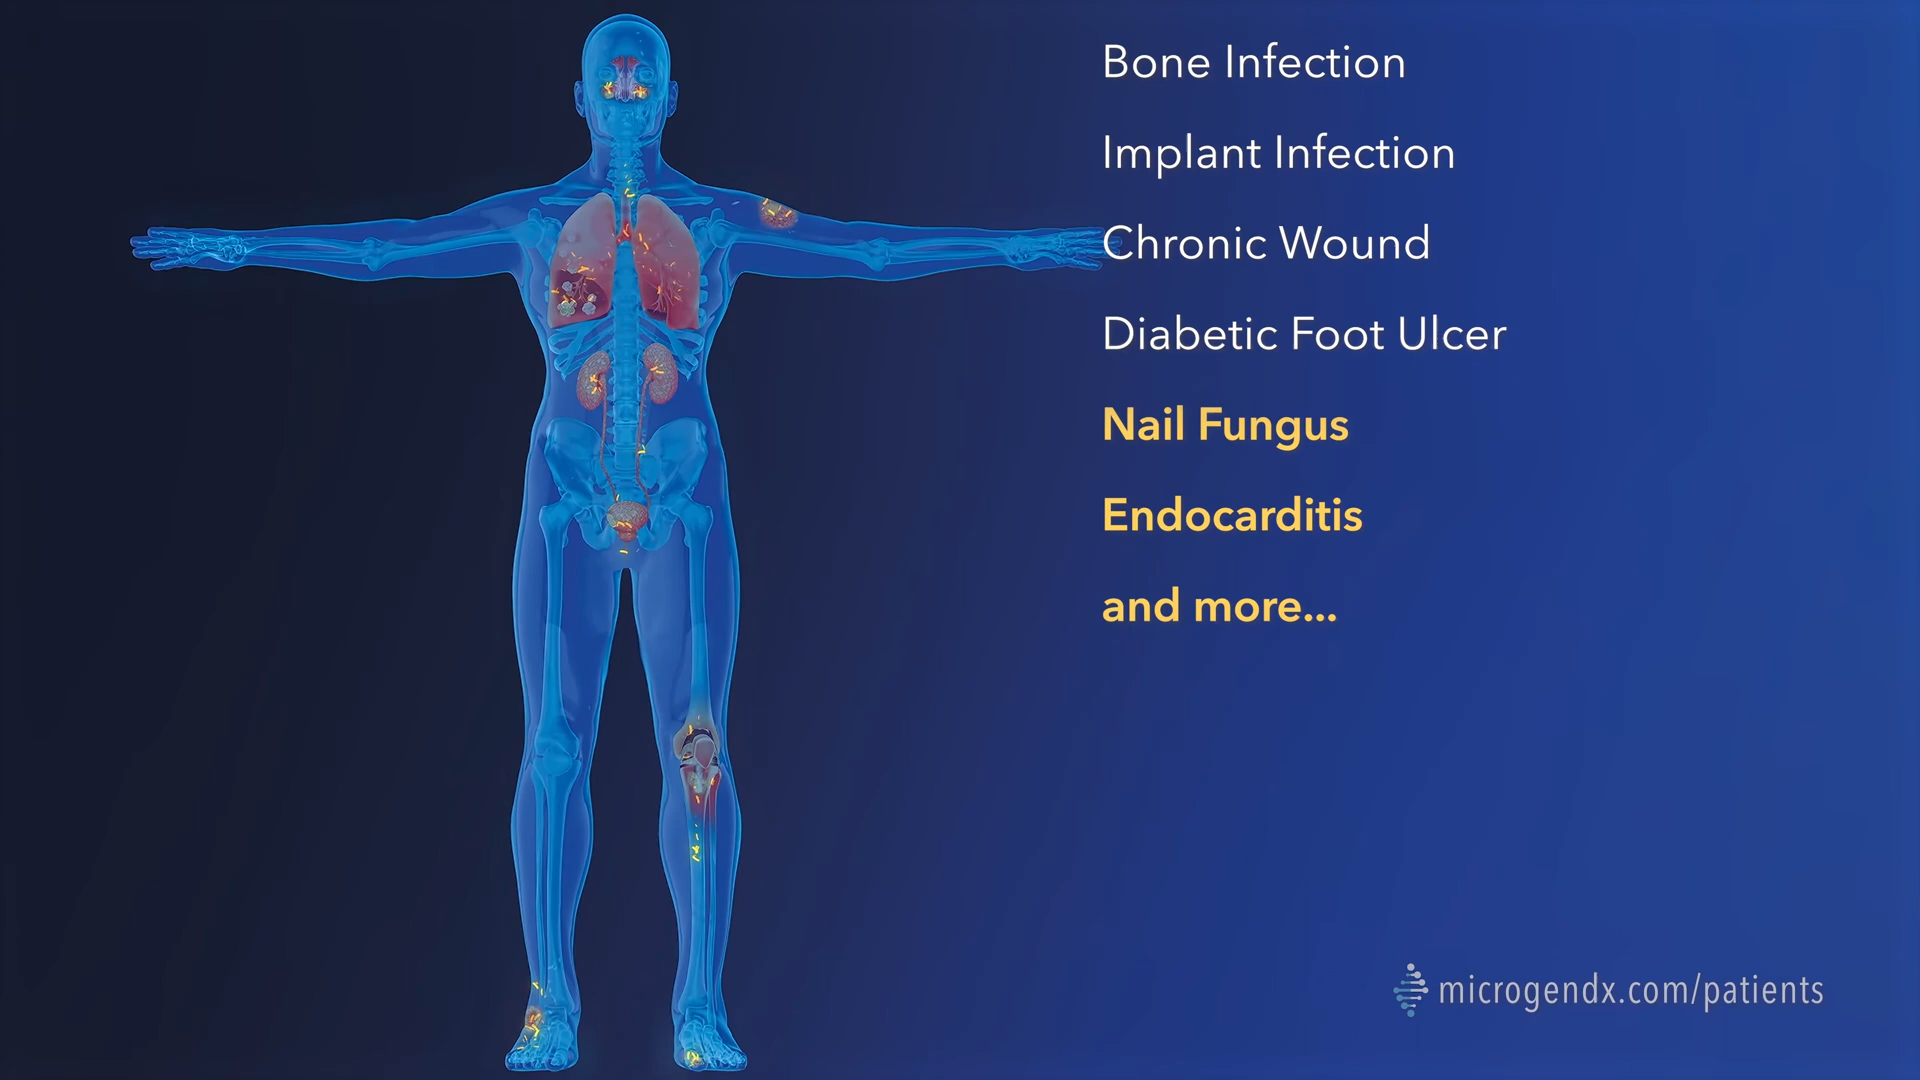 Bone Infection
Implant Infection
Chronic Wound
Diabetic Foot Ulcer
Nail Fungus
Endocarditis
and more...
microgendx.com/patients